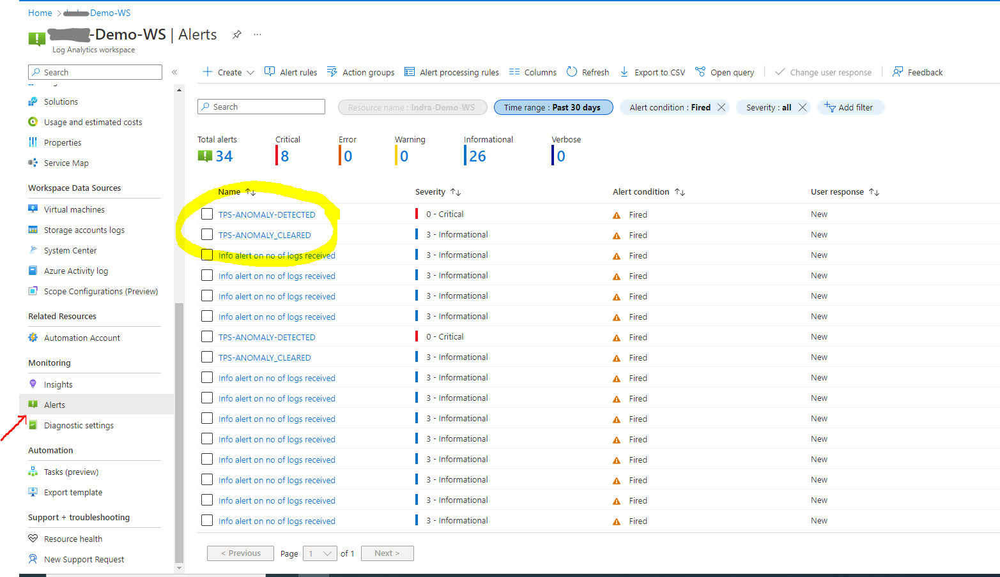 Home > -Demo-WS
-Demo-WS | Alerts ...
Log Analytics workspace
Search «
Solutions
Usage and estimated costs
Properties
Service Map
Workspace Data Sources
Virtual machines
Storage accounts logs
System Center
Azure Activity log
Scope Configurations (Preview)
Related Resources
Automation Account
Monitoring
Insights
Alerts
Diagnostic settings
Automation
Tasks (preview)
Export template
Support + troubleshooting
Resource health
New Support Request
Create Alert rules Action groups Alert processing rules Columns Refresh Export to CSV Open query Change user response Feedback
Search Resource name : Indra-Demo-WS Time range : Past 30 days Alert condition : Fired Severity : all Add filter
Total alerts Critical Error Warning Informational Verbose
34 8 0 0 26 0
Name ↑↓ Severity ↑↓ Alert condition ↑↓ User response ↑↓
TPS-ANOMALY-DETECTED 0 - Critical Fired New
TPS-ANOMALY_CLEARED 3 - Informational Fired New
Info alert on no of logs received 3 - Informational Fired New
Info alert on no of logs received 3 - Informational Fired New
Info alert on no of logs received 3 - Informational Fired New
Info alert on no of logs received 3 - Informational Fired New
TPS-ANOMALY-DETECTED 0 - Critical Fired New
TPS-ANOMALY_CLEARED 3 - Informational Fired New
Info alert on no of logs received 3 - Informational Fired New
Info alert on no of logs received 3 - Informational Fired New
Info alert on no of logs received 3 - Informational Fired New
Info alert on no of logs received 3 - Informational Fired New
Info alert on no of logs received 3 - Informational Fired New
Info alert on no of logs received 3 - Informational Fired New
Info alert on no of logs received 3 - Informational Fired New
Info alert on no of logs received 3 - Informational Fired New
< Previous Page 1 of 1 Next >